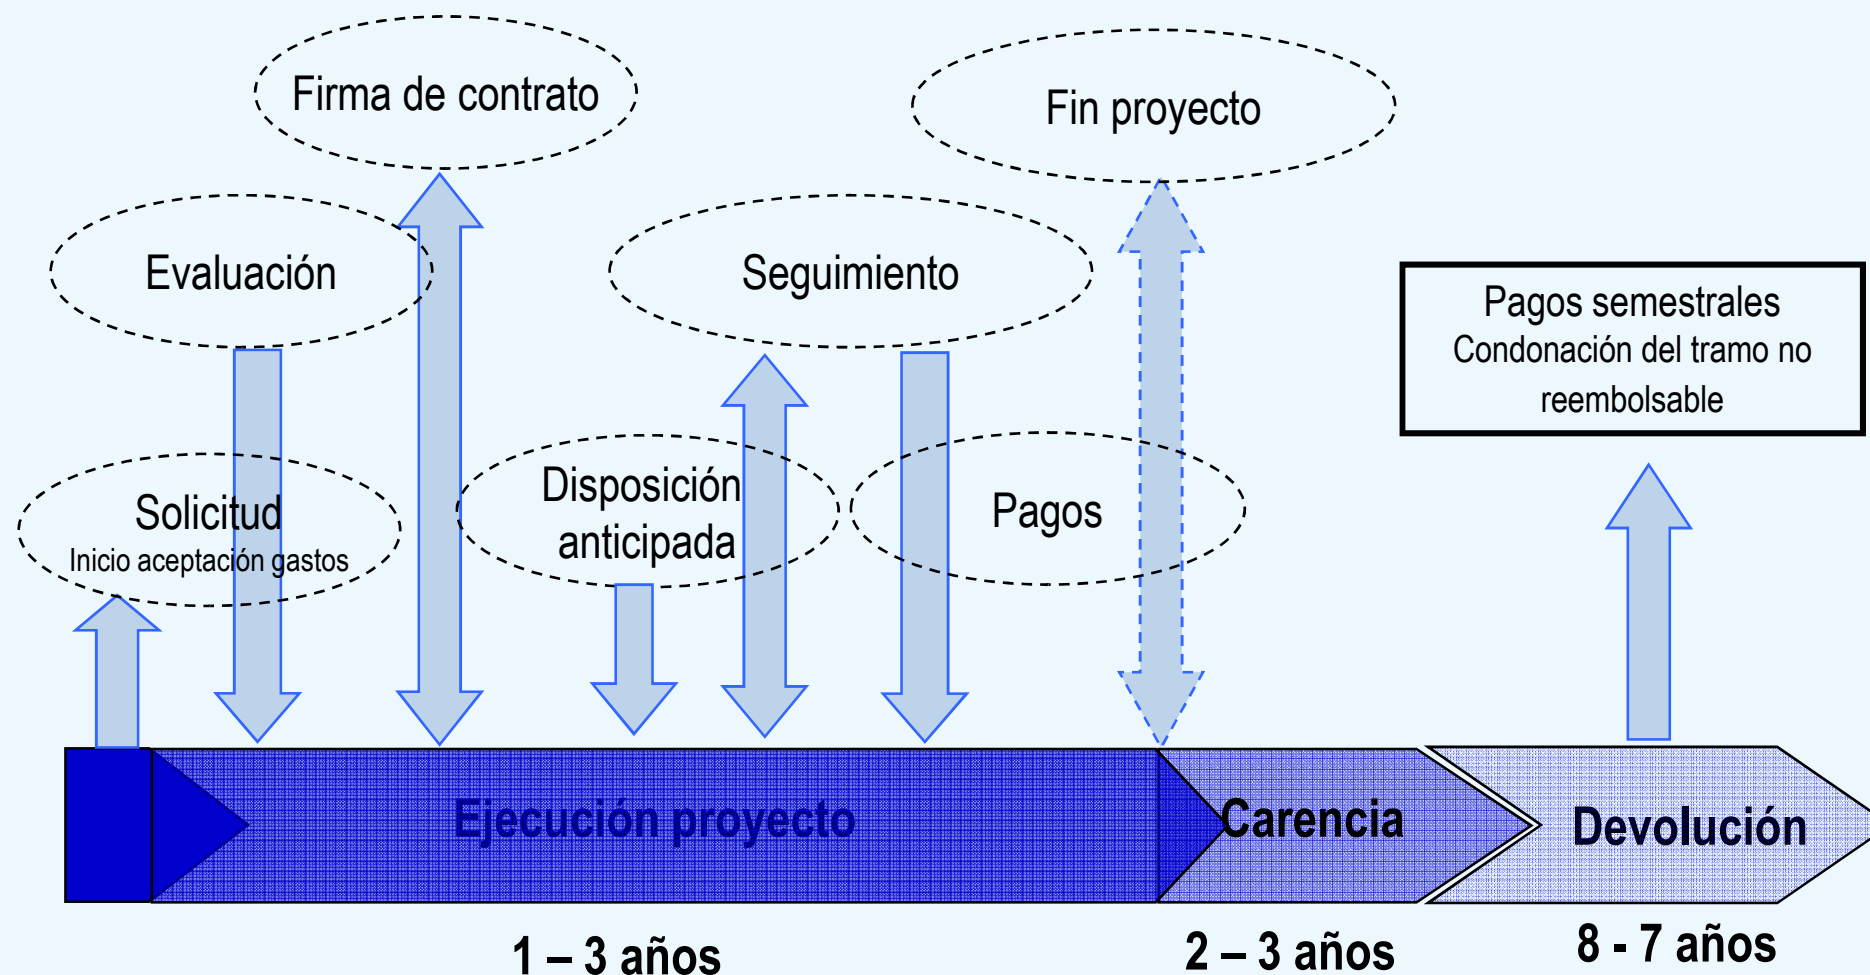 Firma de contrato
Fin proyecto
Evaluación
Seguimiento
Pagos semestrales
Condonación del tramo no
reembolsable
Solicitud
Inicio aceptación gastos
Disposición
anticipada
Pagos
Ejecución proyecto
Carencia
Devolución
1 – 3 años
2 – 3 años
8 - 7 años